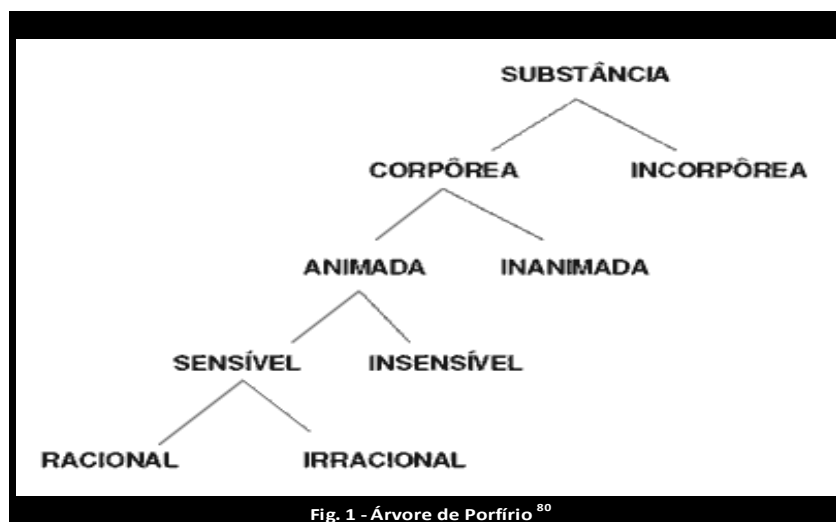 SUBSTÂNCIA
CORPÔREA INCORPÔREA
ANIMADA INANIMADA
SENSÍVEL INSENSÍVEL
RACIONAL IRRACIONAL
Fig. 1 - Árvore de Porfírio 80